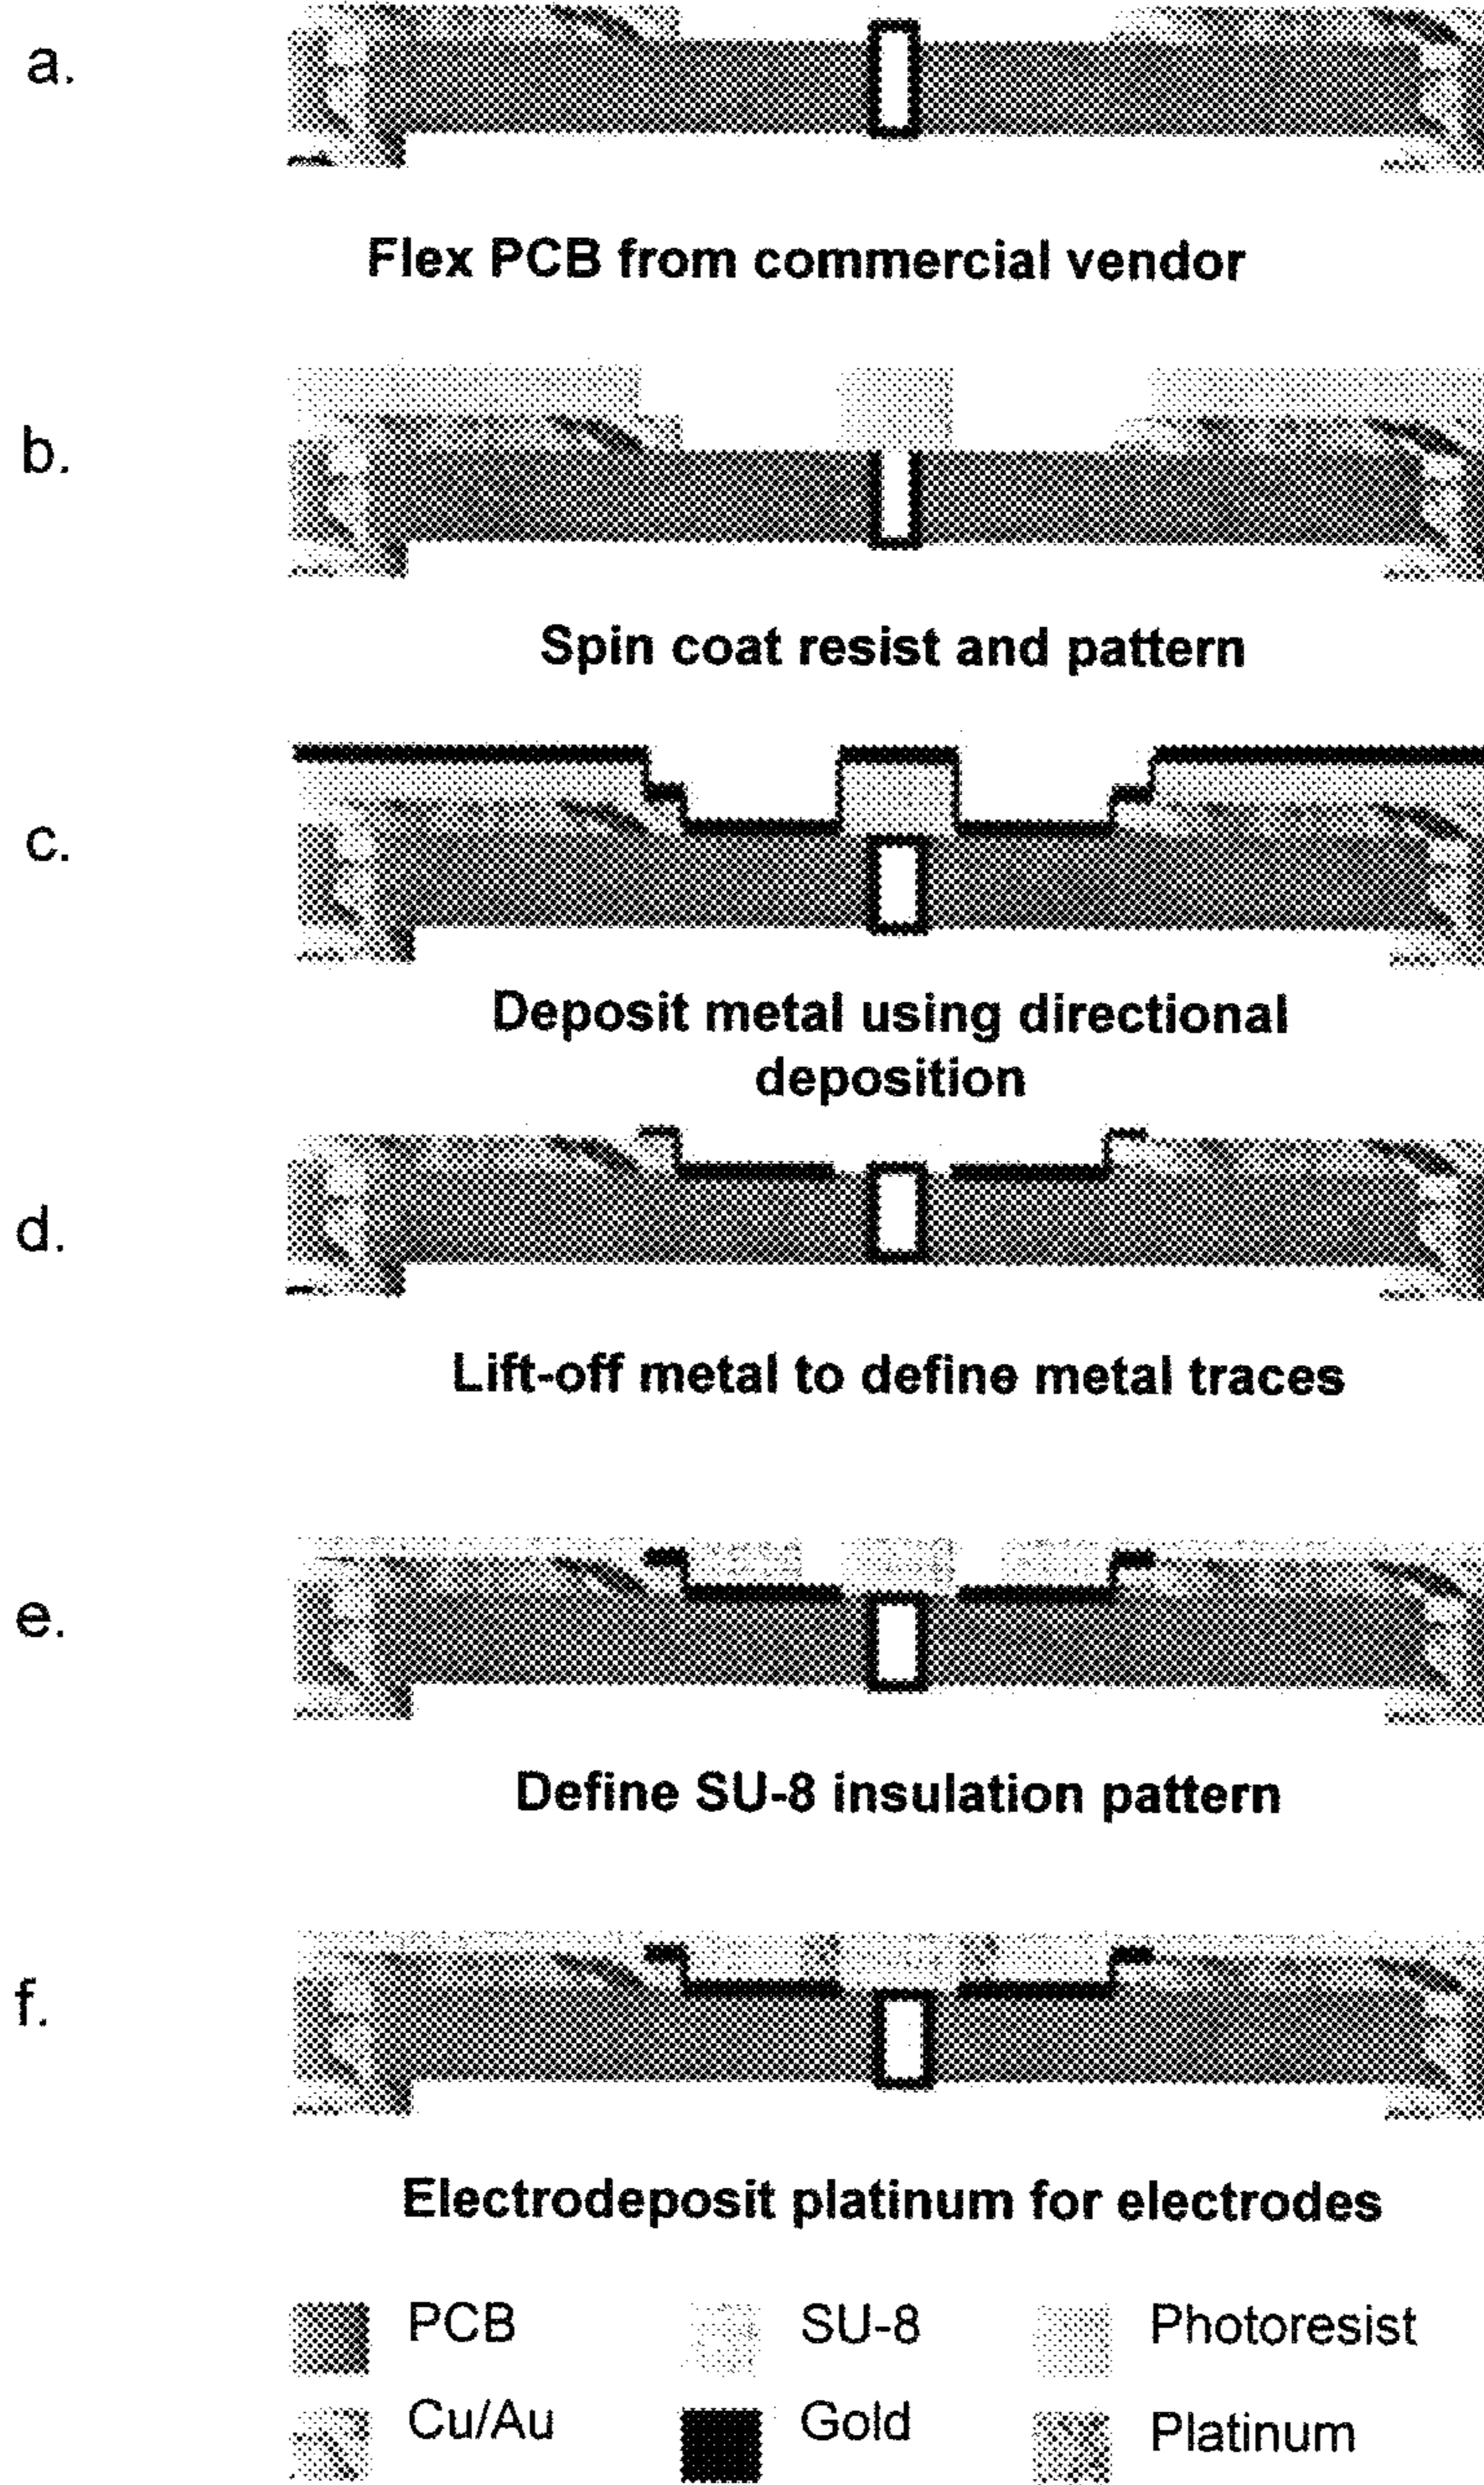 a.
Flex PCB from commercial vendor
b.
Spin coat resist and pattern
c.
Deposit metal using directional
deposition
d.
Lift-off metal to define metal traces
e.
Define SU-8 insulation pattern
f.
Electrodeposit platinum for electrodes
PCB SU-8 Photoresist
Cu/Au Gold Platinum